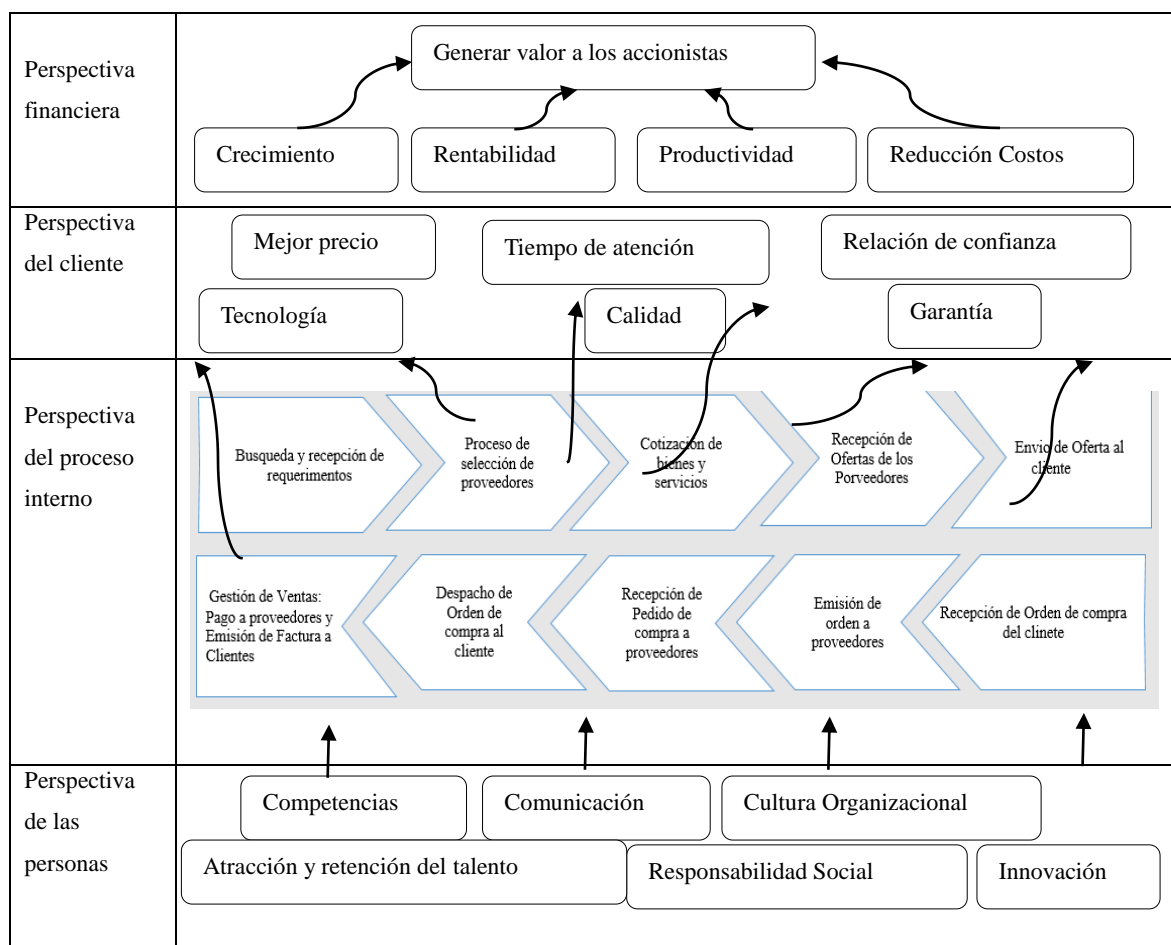 Perspectiva
financiera
Generar valor a los accionistas
Crecimiento
Rentabilidad
Productividad
Reducción Costos
Perspectiva
del cliente
Mejor precio
Tiempo de atención
Relación de confianza
Tecnología
Calidad
Garantía
Perspectiva
del proceso
interno
Busqueda y recepción de
requerimentos
Proceso de
selección de
proveedores
Cotización de
bienes y
servicios
Recepción de
Ofertas de los
Porveedores
Envio de Oferta al
cliente
Gestión de Ventas:
Pago a proveedores y
Emisión de Factura a
Clientes
Despacho de
Orden de
compra al
cliente
Recepción de
Pedido de
compra a
proveedores
Emisión de
orden a
proveedores
Recepción de Orden de compra
del clinete
Perspectiva
de las
personas
Competencias
Comunicación
Cultura Organizacional
Atracción y retención del talento
Responsabilidad Social
Innovación